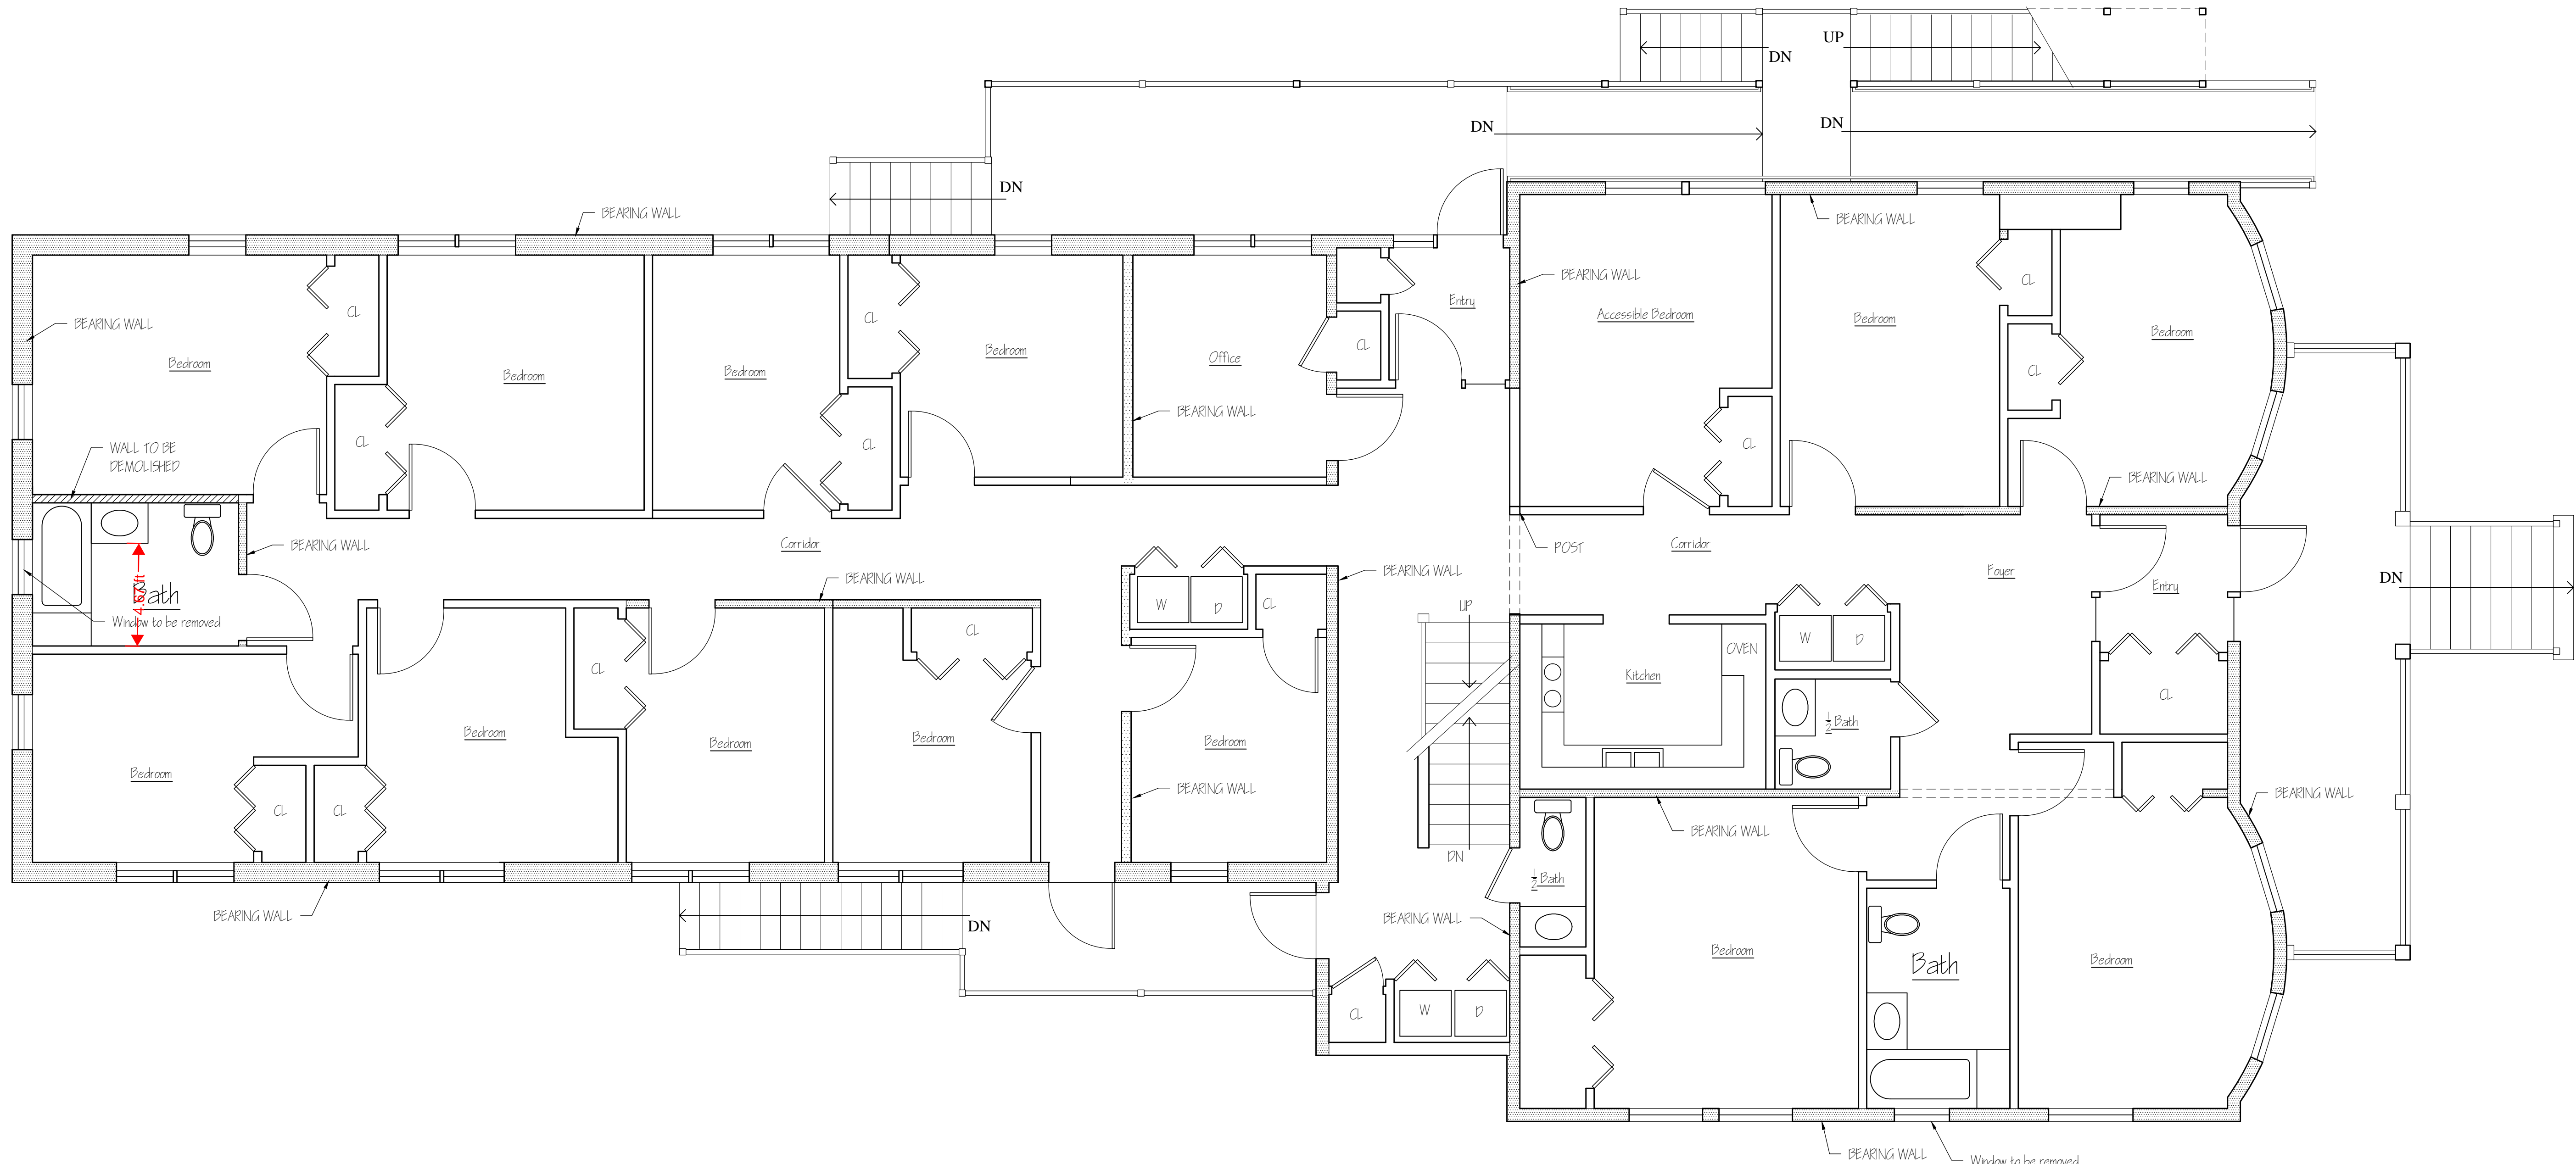 DN
UP
DN
DN
DN
BEARING WALL
BEARING WALL
BEARING WALL
BEARING WALL
Entry
Accessible Bedroom
Bedroom
Bedroom
CL
CL
CL
Bedroom
Bedroom
Bedroom
Bedroom
Office
CL
CL
CL
CL
CL
BEARING WALL
WALL TO BE
DEMOLISHED
BEARING WALL
BEARING WALL
Corridor
POST
Corridor
Foyer
Entry
DN
Bath
4.67ft
Window to be removed
BEARING WALL
BEARING WALL
W
D
CL
UP
OVEN
W
D
CL
CL
Kitchen
1/2 Bath
CL
Bedroom
Bedroom
Bedroom
Bedroom
Bedroom
CL
CL
BEARING WALL
BEARING WALL
BEARING WALL
DN
1/2 Bath
BEARING WALL
DN
BEARING WALL
Bedroom
Bath
Bedroom
CL
W
D
BEARING WALL
Window to be removed
DN